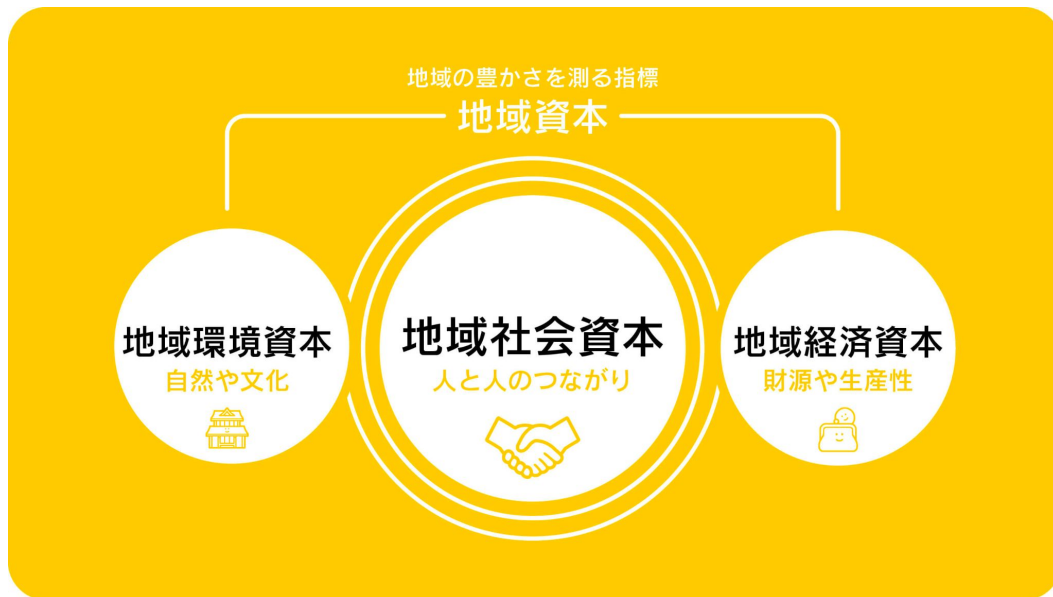 地域の豊かさを測る指標
地域資本
地域環境資本
自然や文化
地域社会資本
人と人のつながり
地域経済資本
財源や生産性